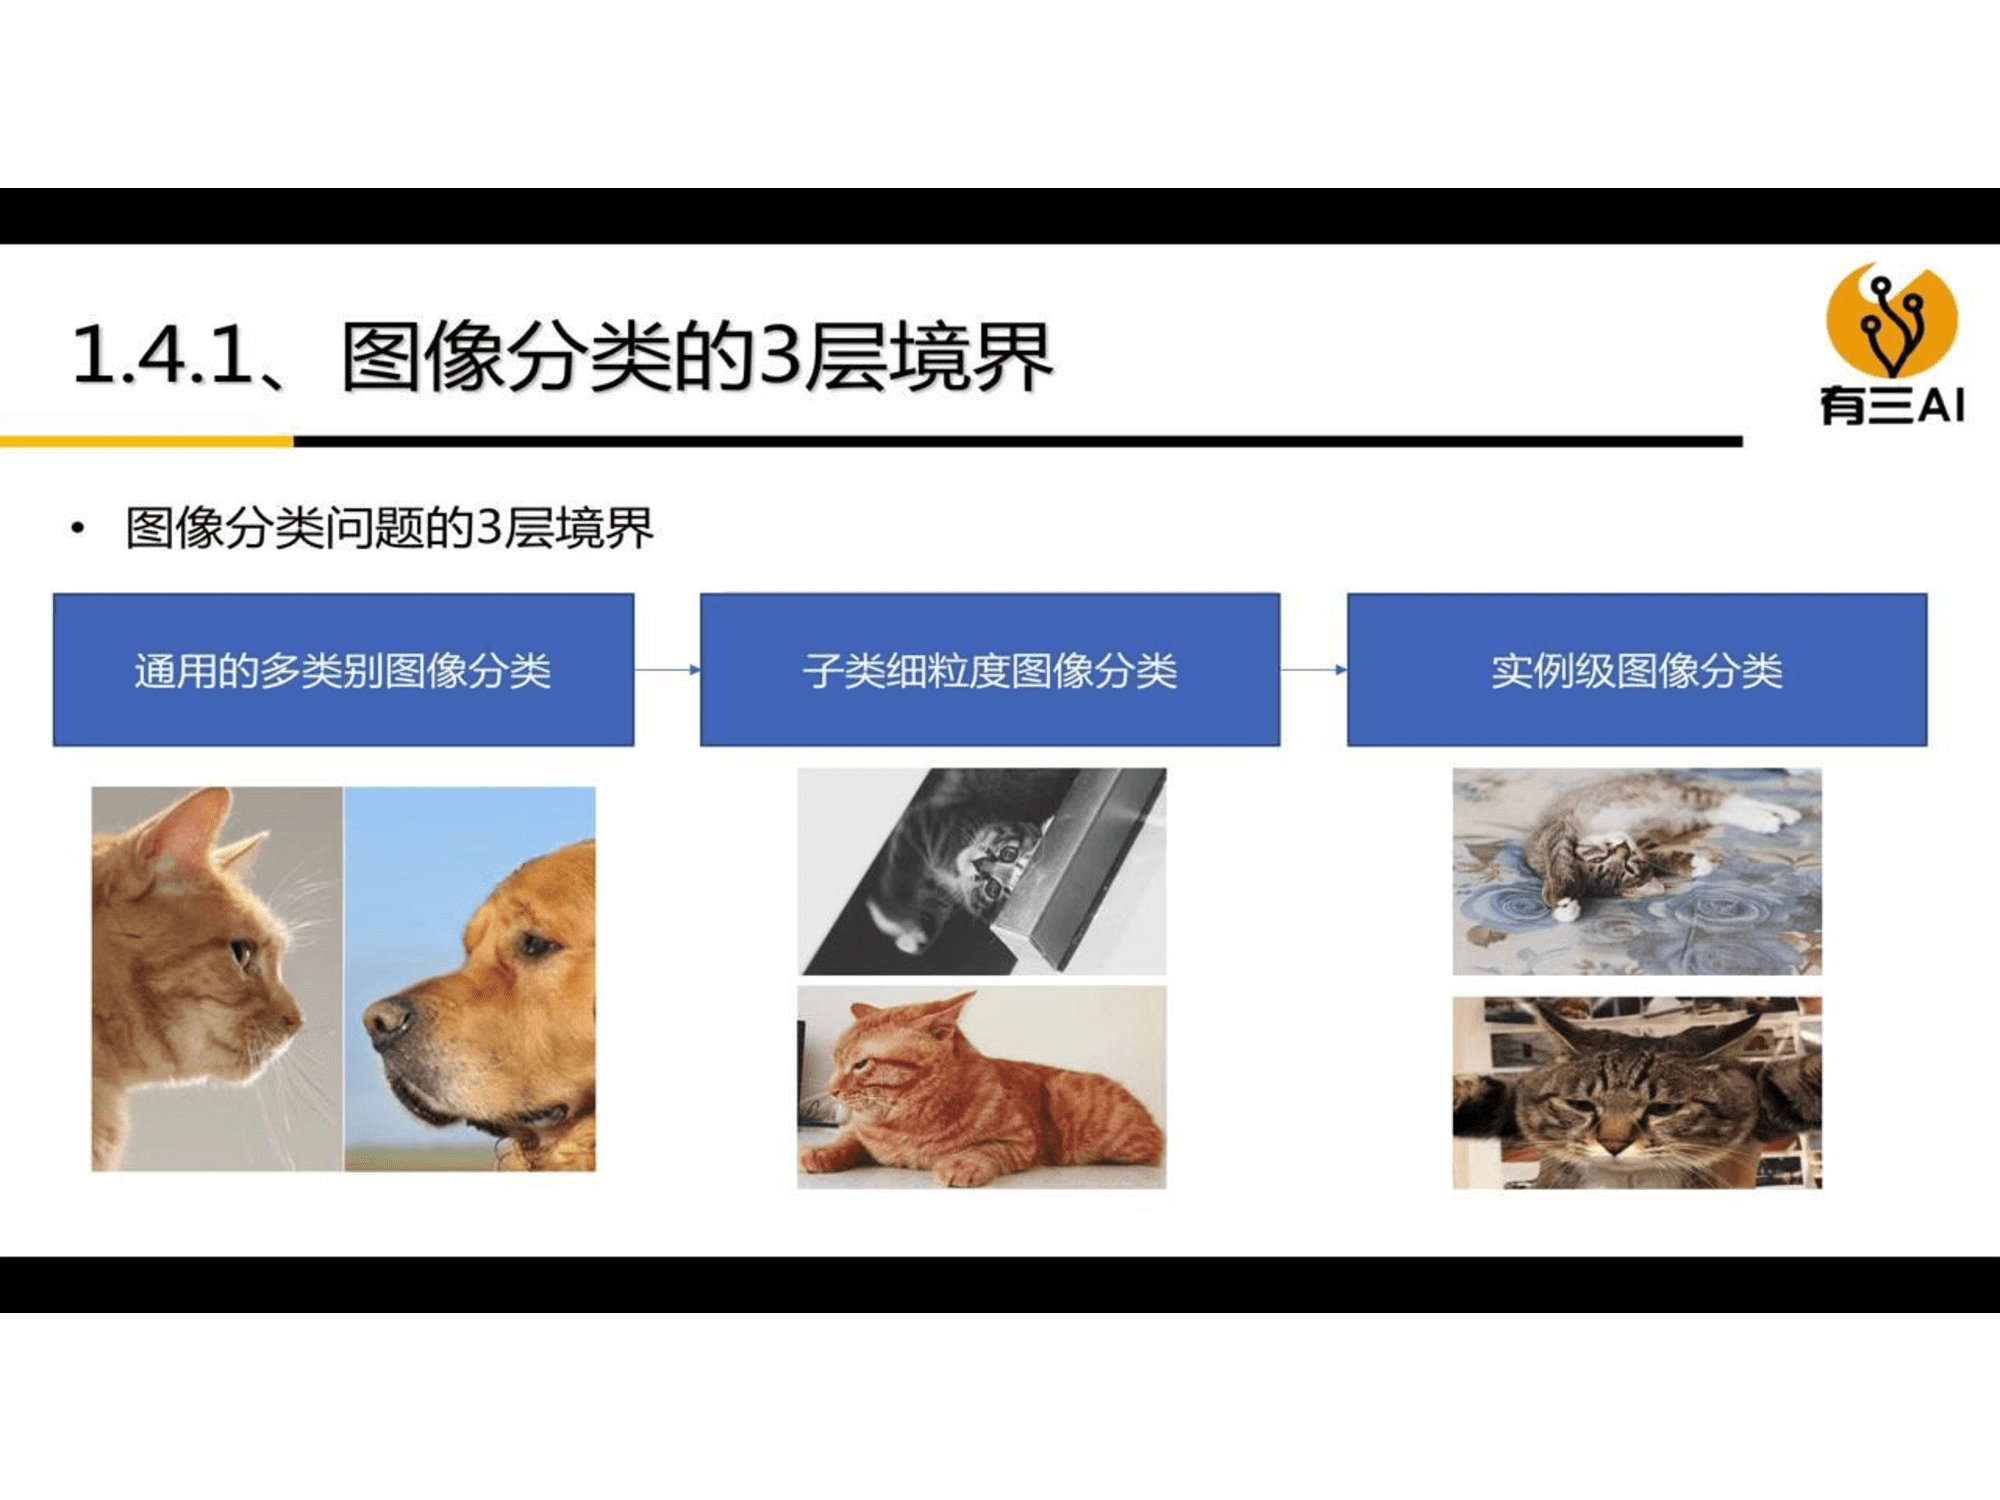 1.4.1、 图像分类的3层境界
有三AI
• 图像分类问题的3层境界
通用的多类别图像分类
子类细粒度图像分类
实例级图像分类